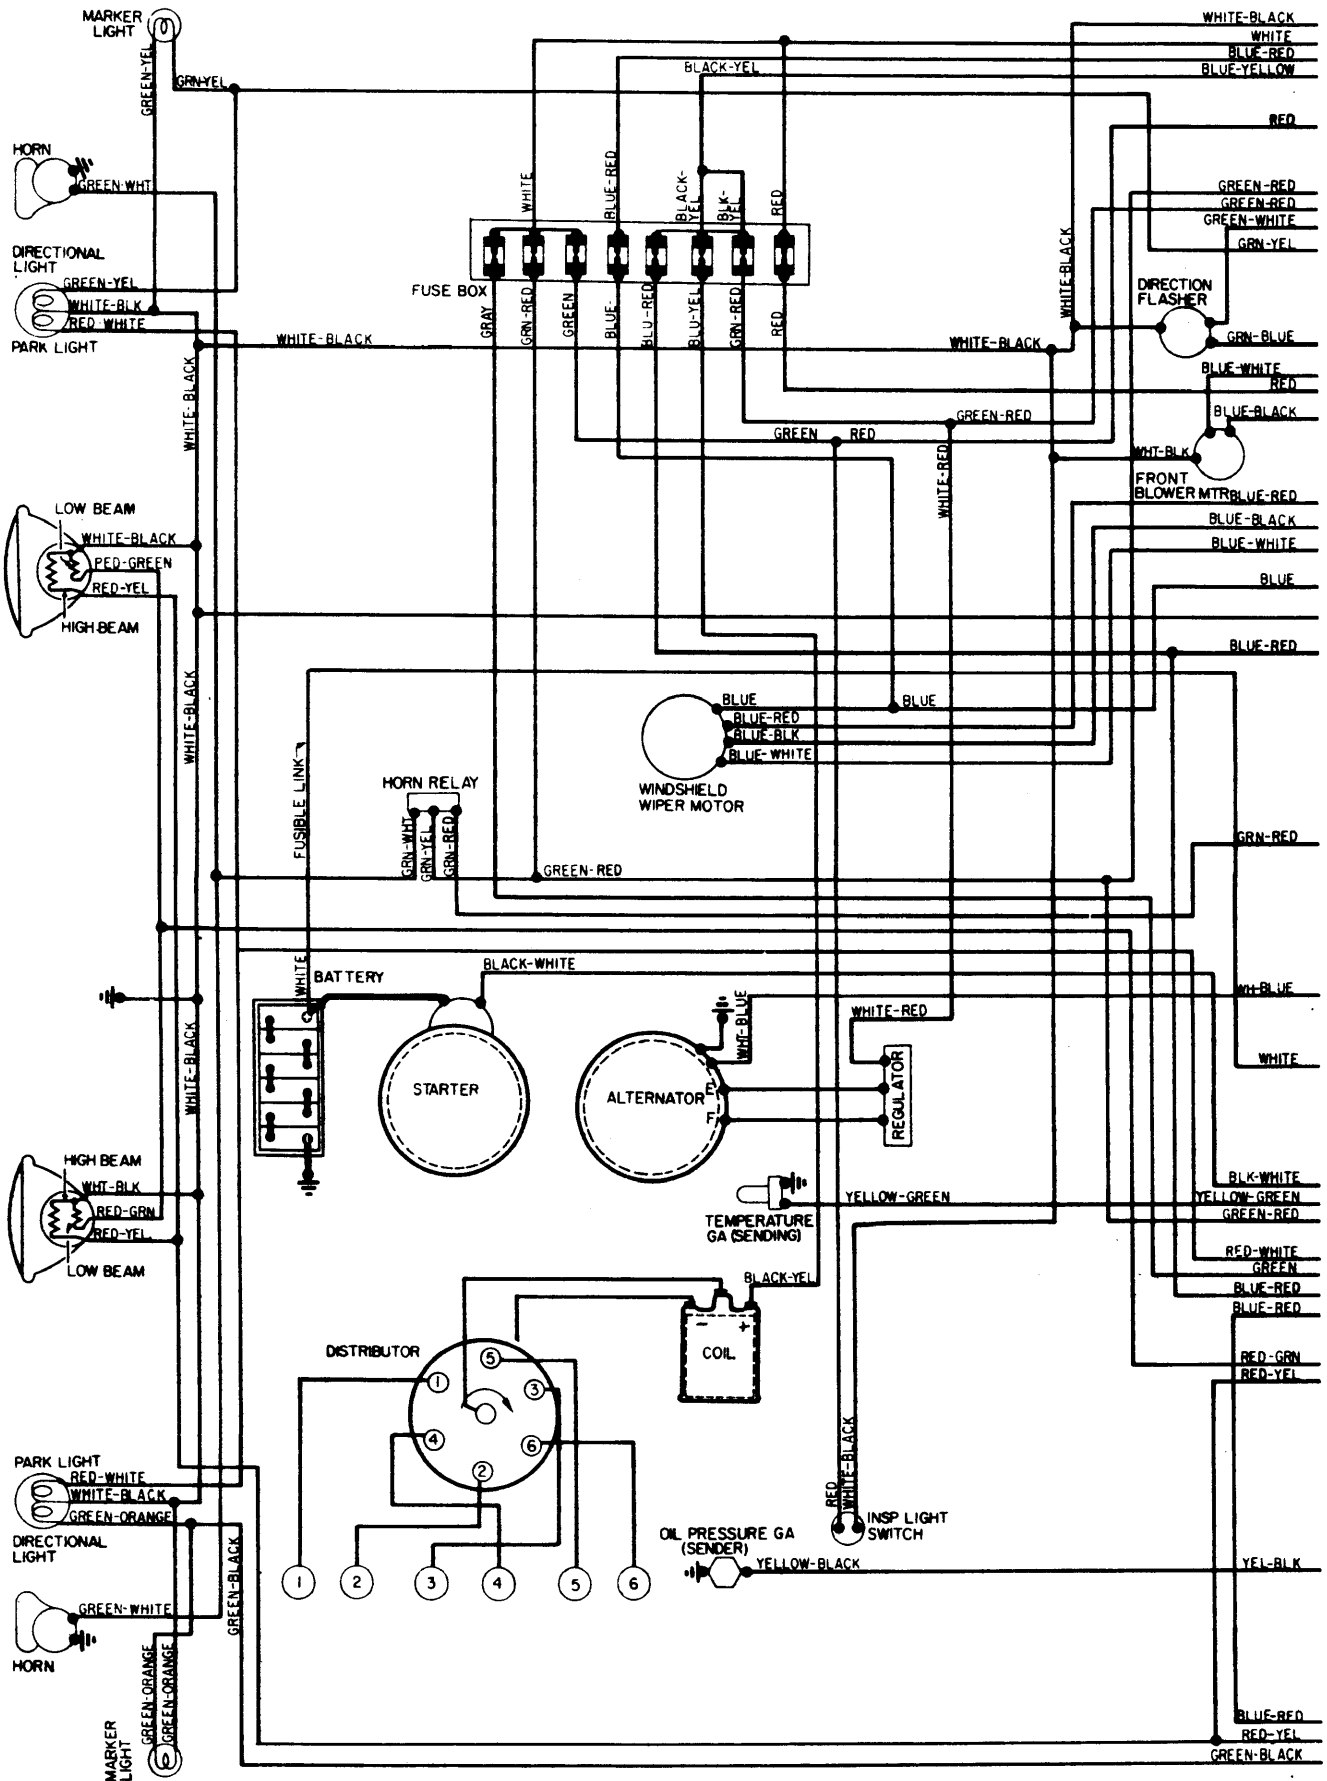 MARKER
LIGHT
WHITE-BLACK
WHITE
BLUE-RED
BLACK-YEL
BLUE-YELLOW
GREEN-YEL
GRN-YEL
RED
HORN
GREEN-WHT
WHITE
BLUE-RED
BLACK-
YEL
BLK-
YEL
RED
GREEN-RED
GREEN-RED
GREEN-WHITE
GRN-YEL
DIRECTIONAL
LIGHT
GREEN-YEL
WHITE-BLK
RED-WHITE
PARK LIGHT
FUSE BOX
GRAY
GRN-RED
GREEN
BLUE-
BLU-RED
BLU-YEL
GRN-RED
RED
WHITE-BLACK
DIRECTION
FLASHER
GRN-BLUE
WHITE-BLACK
WHITE-BLACK
BLUE-WHITE
RED
WHITE-BLACK
BLUE-BLACK
GREEN-RED
GREEN
RED
WHITE-RED
WHT-BLK
FRONT
BLOWER MTR
BLUE-RED
LOW BEAM
BLUE-BLACK
WHITE-BLACK
BLUE-WHITE
PED-GREEN
RED-YEL
BLUE
HIGH BEAM
BLUE-RED
WHITE-BLACK
BLUE
BLUE
BLUE-RED
BLUE-BLK
BLUE-WHITE
WINDSHIELD
WIPER MOTOR
FUSIBLE LINK
HORN RELAY
GRN-WHT
GRN-YEL
GRN-RED
GRN-RED
GREEN-RED
WHITE
BATTERY
BLACK-WHITE
WHT-BLUE
WH-BLUE
WHITE-RED
WHITE-BLACK
WHITE
STARTER
ALTERNATOR
E
F
REGULATOR
HIGH BEAM
WHT-BLK
RED-GRN
RED-YEL
LOW BEAM
BLK-WHITE
YELLOW-GREEN
YELLOW-GREEN
TEMPERATURE
GA (SENDING)
GREEN-RED
RED-WHITE
GREEN
BLACK-YEL
BLUE-RED
BLUE-RED
- +
COIL
DISTRIBUTOR
5
1
3
4
6
2
RED-GRN
RED-YEL
PARK LIGHT
RED-WHITE
WHITE-BLACK
GREEN-ORANGE
DIRECTIONAL
LIGHT
RED
WHITE-BLACK
INSP LIGHT
SWITCH
OIL PRESSURE GA
(SENDER)
YELLOW-BLACK
YEL-BLK
1 2 3 4 5 6
GREEN-BLACK
GREEN-WHITE
HORN
GREEN-ORANGE
GREEN-ORANGE
MARKER
LIGHT
BLUE-RED
RED-YEL
GREEN-BLACK